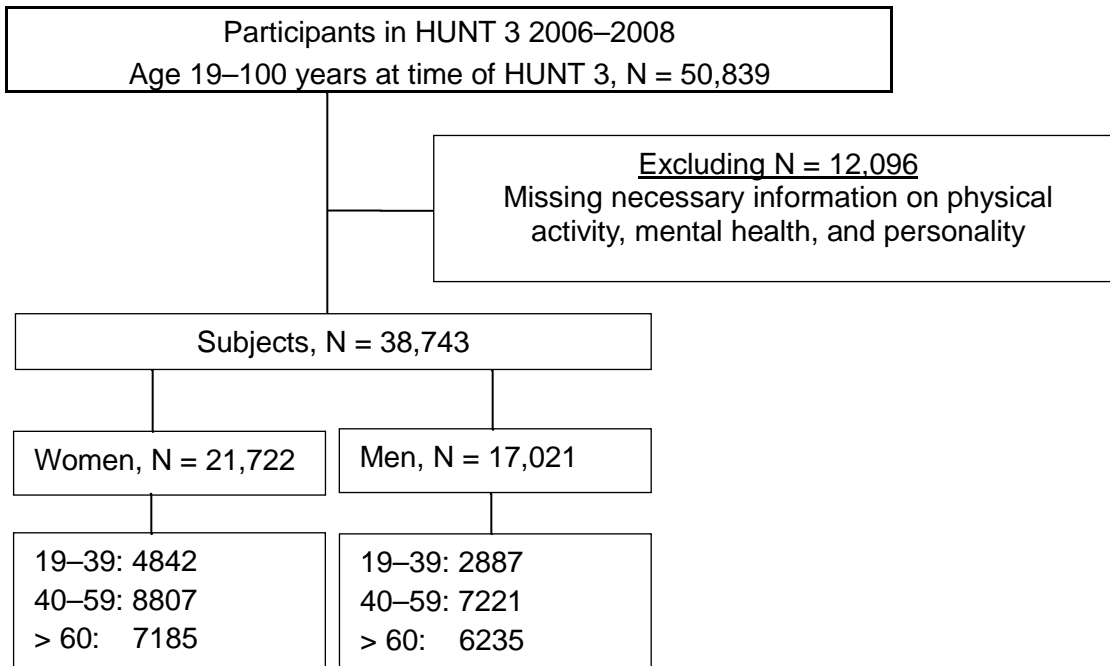 Participants in HUNT 3 2006–2008
Age 19–100 years at time of HUNT 3, N = 50,839
Excluding N = 12,096
Missing necessary information on physical
activity, mental health, and personality
Subjects, N = 38,743
Women, N = 21,722
Men, N = 17,021
19–39: 4842
40–59: 8807
> 60: 7185
19–39: 2887
40–59: 7221
> 60: 6235